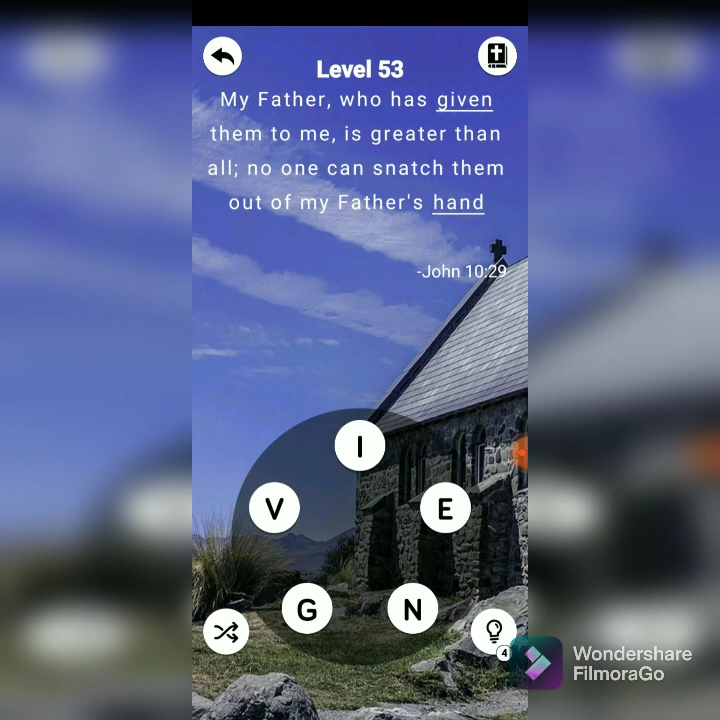 Level 53
My Father, who has given
them to me, is greater than
all; no one can snatch them
out of my Father's hand
-John 10:29
I
V
E
G
N
4
Wondershare
FilmoraGo